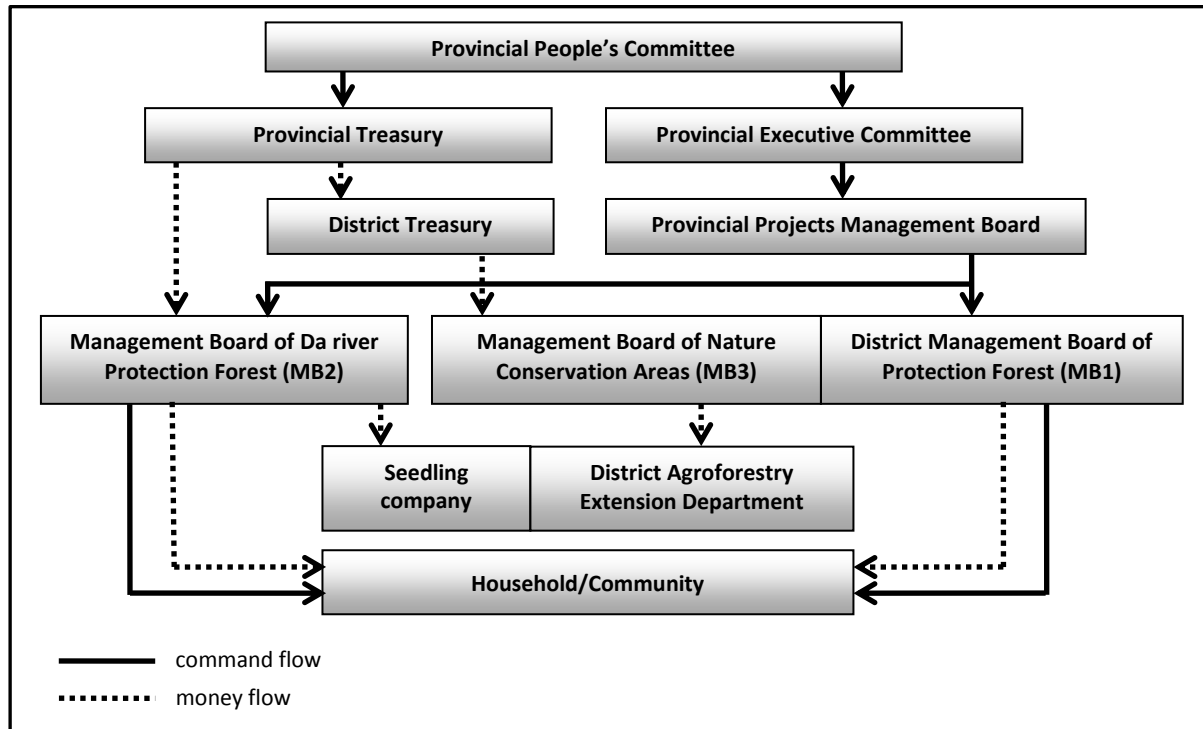 Provincial People’s Committee
Provincial Treasury
Provincial Executive Committee
District Treasury
Provincial Projects Management Board
Management Board of Da river
Protection Forest (MB2)
Management Board of Nature
Conservation Areas (MB3)
District Management Board of
Protection Forest (MB1)
Seedling
company
District Agroforestry
Extension Department
Household/Community
command flow
money flow